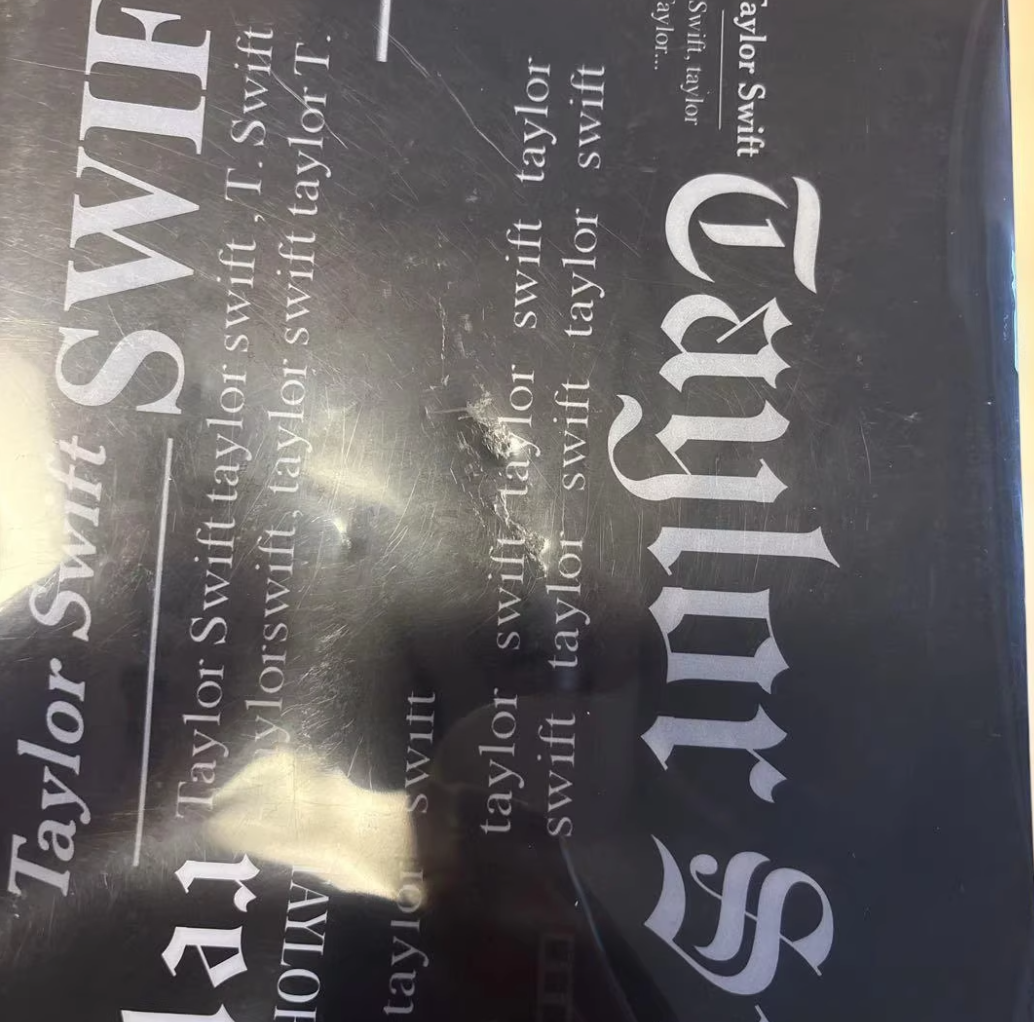 Taylor Swift
SWIF
Taylor Swift taylor swift , T. Swift
ylorswift, taylor swift taylor T.
taylor swift
taylor swift taylor swift taylor
swift taylor swift taylor swift
Taylor S
aylor Swift
Swift, taylor
aylor...